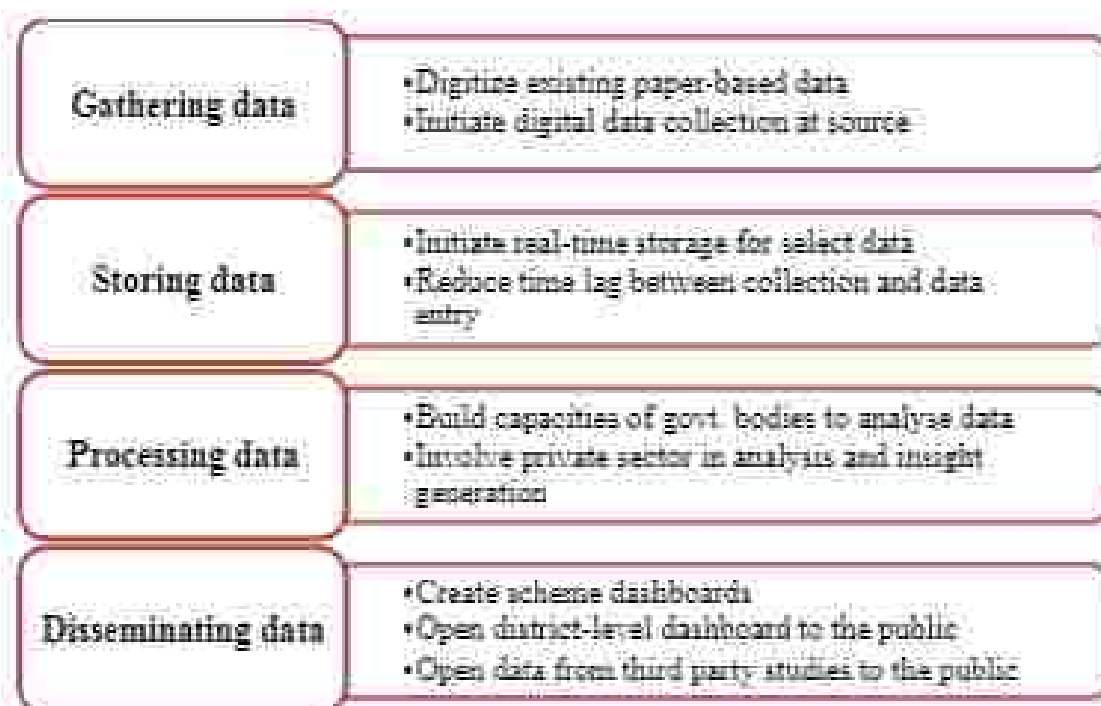 Gathering data
•Digitize existing paper-based data
•Initiate digital data collection at source
Storing data
•Initiate real-time storage for select data
•Reduce time lag between collection and data
entry
Processing data
•Build capacities of govt. bodies to analyse data
•Involve private sector in analysis and insight
generation
Disseminating data
•Create scheme dashboards
•Open district-level dashboard to the public
•Open data from third party studies to the public